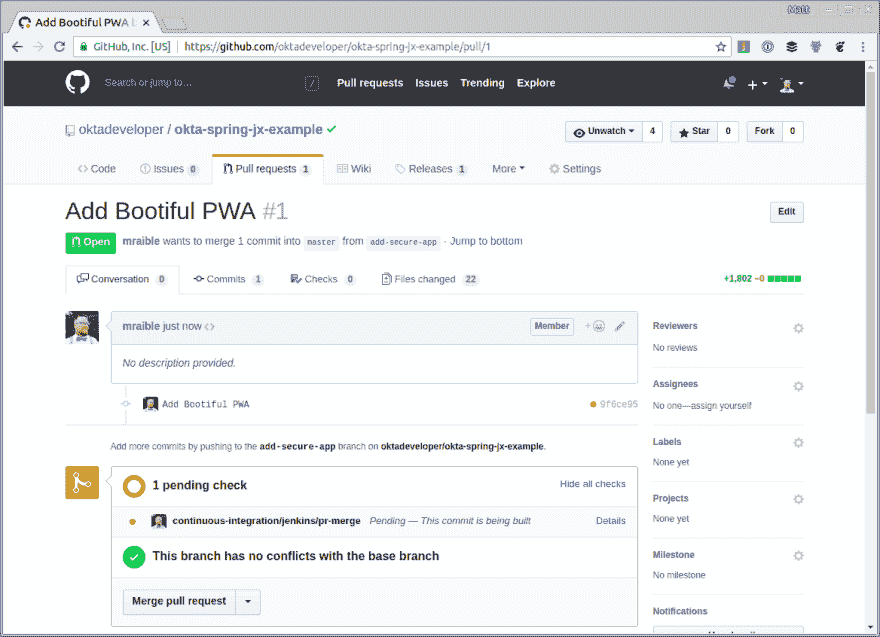 Matt
Add Bootiful PWA b
GitHub, Inc. [US] https://github.com/oktadeveloper/okta-spring-jx-example/pull/1
Search or jump to... / Pull requests Issues Trending Explore
oktadeveloper / okta-spring-jx-example Unwatch 4 Star 0 Fork 0
Code Issues 0 Pull requests 1 Wiki Releases 1 More Settings
Add Bootiful PWA #1 Edit
Open mraible wants to merge 1 commit into master from add-secure-app · Jump to bottom
Conversation 0 Commits 1 Checks 0 Files changed 22 +1,802 −0
mraible just now Member
No description provided.
Add Bootiful PWA 9f6ce95
Add more commits by pushing to the add-secure-app branch on oktadeveloper/okta-spring-jx-example.
1 pending check Hide all checks
continuous-integration/jenkins/pr-merge Pending — This commit is being built Details
This branch has no conflicts with the base branch
Merge pull request
Reviewers
No reviews
Assignees
No one—assign yourself
Labels
None yet
Projects
None yet
Milestone
No milestone
Notifications